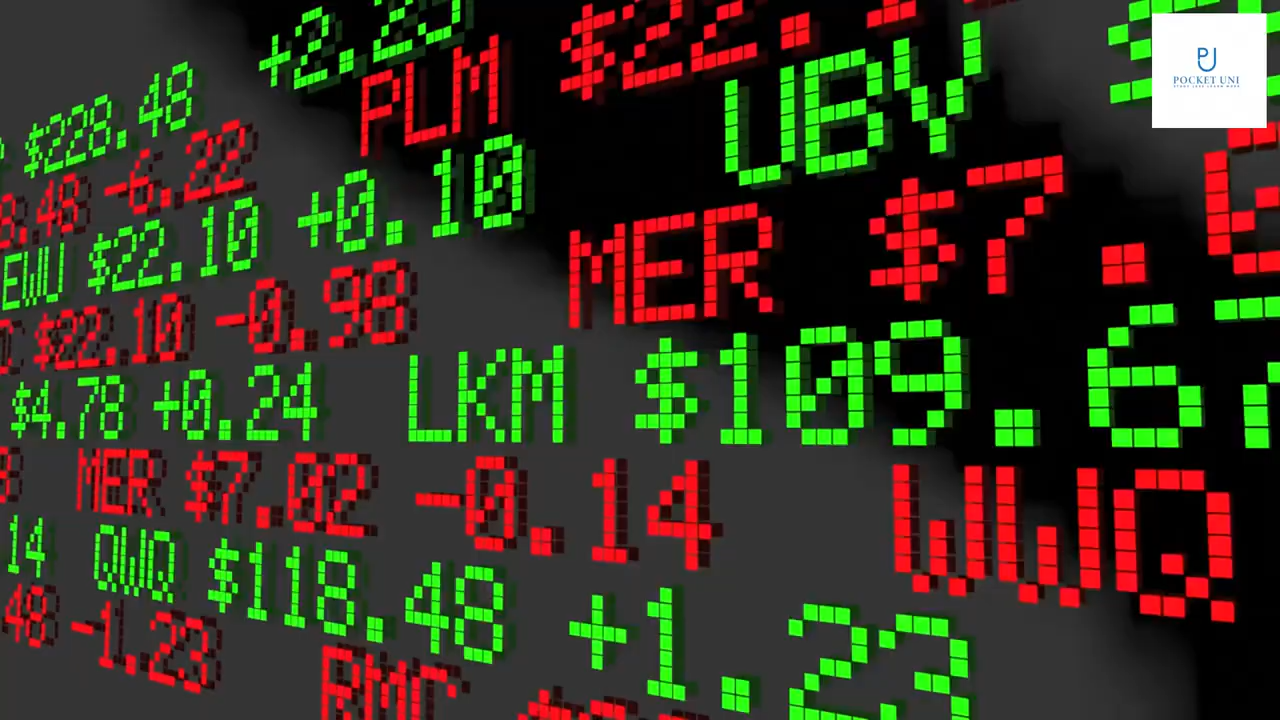 +2.23
$22.
$228.48
PLM
UBV
POCKET UNI
-6.22
MER $7.
EWU $22.10 +0.10
$22.10 -0.98
$4.78 +0.24
LKM $109.6
MER $7.02 -0.14
WWQ
14 QWQ $118.48 +1.23
48 -1.23